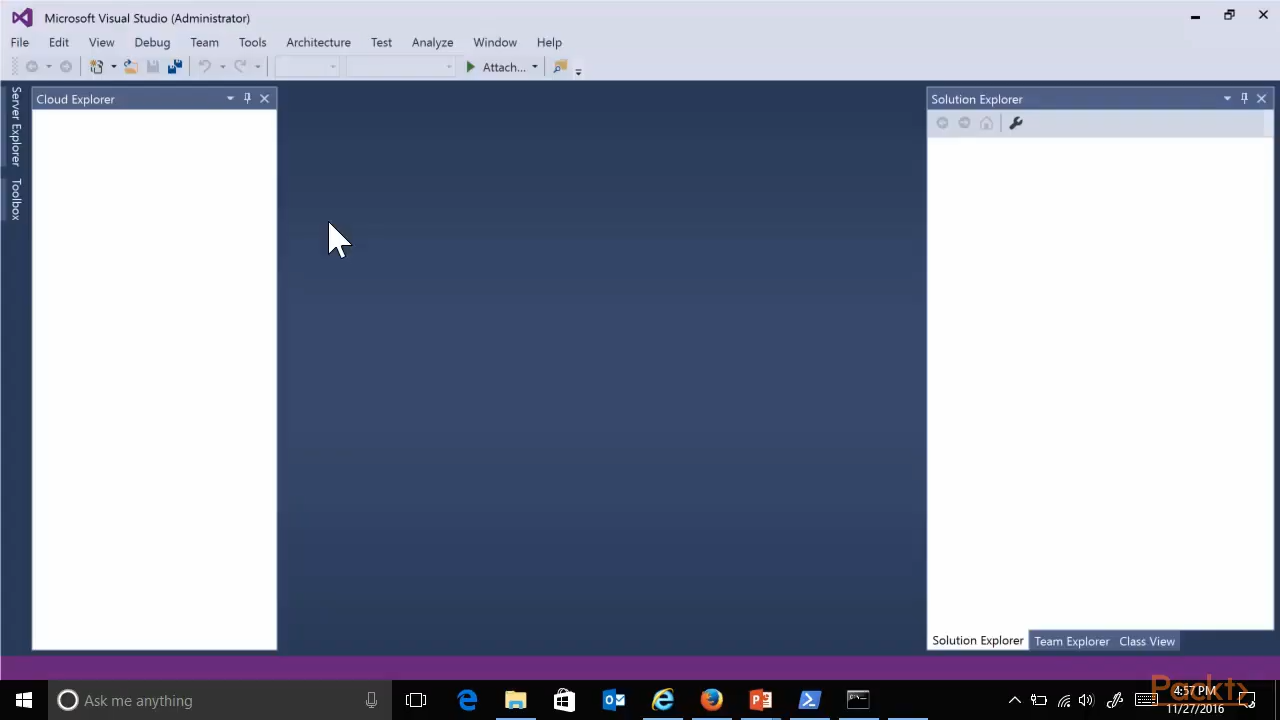 Microsoft Visual Studio (Administrator)
File Edit View Debug Team Tools Architecture Test Analyze Window Help
Attach...
Server Explorer
Toolbox
Cloud Explorer
Solution Explorer
Solution Explorer Team Explorer Class View
Ask me anything
4:57 PM
11/27/2016
Packt